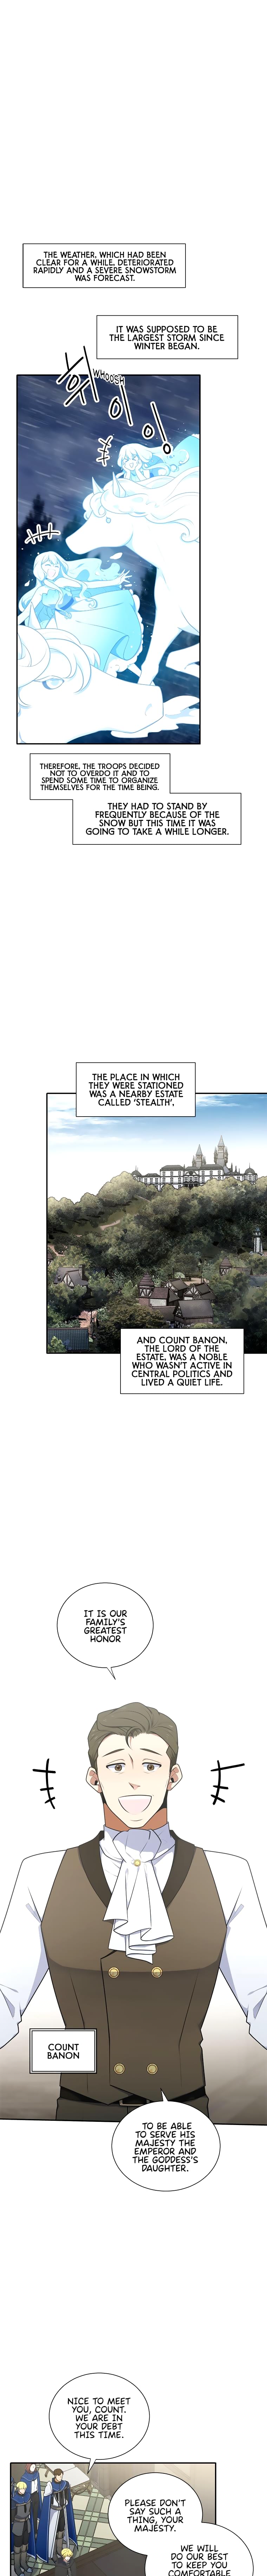 THE WEATHER, WHICH HAD BEEN
CLEAR FOR A WHILE, DETERIORATED
RAPIDLY AND A SEVERE SNOWSTORM
WAS FORECAST.
IT WAS SUPPOSED TO BE
THE LARGEST STORM SINCE
WINTER BEGAN.
WHOOSH
THEREFORE, THE TROOPS DECIDED
NOT TO OVERDO IT AND TO
SPEND SOME TIME TO ORGANIZE
THEMSELVES FOR THE TIME BEING.
THEY HAD TO STAND BY
FREQUENTLY BECAUSE OF THE
SNOW BUT THIS TIME IT WAS
GOING TO TAKE A WHILE LONGER.
THE PLACE IN WHICH
THEY WERE STATIONED
WAS A NEARBY ESTATE
CALLED 'STEALTH',
AND COUNT BANON,
THE LORD OF THE
ESTATE, WAS A NOBLE
WHO WASN'T ACTIVE IN
CENTRAL POLITICS AND
LIVED A QUIET LIFE.
IT IS OUR
FAMILY'S
GREATEST
HONOR
COUNT
BANON
TO BE ABLE
TO SERVE HIS
MAJESTY THE
EMPEROR AND
THE GODDESS'S
DAUGHTER.
NICE TO MEET
YOU, COUNT.
WE ARE IN
YOUR DEBT
THIS TIME.
PLEASE DON'T
SAY SUCH A
THING, YOUR
MAJESTY.
WE WILL
DO OUR BEST
TO KEEP YOU
COMFORTABLE